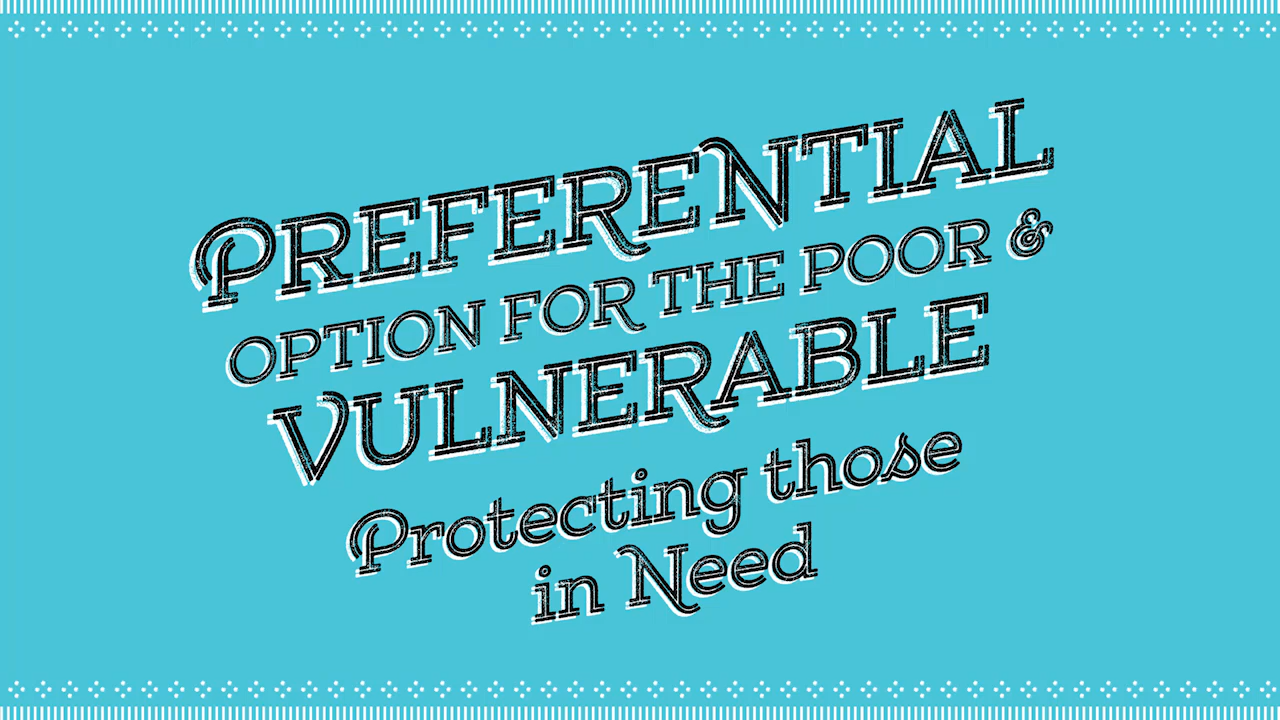 PREFERENTIAL
OPTION FOR THE POOR &
VULNERABLE
Protecting those
in Need